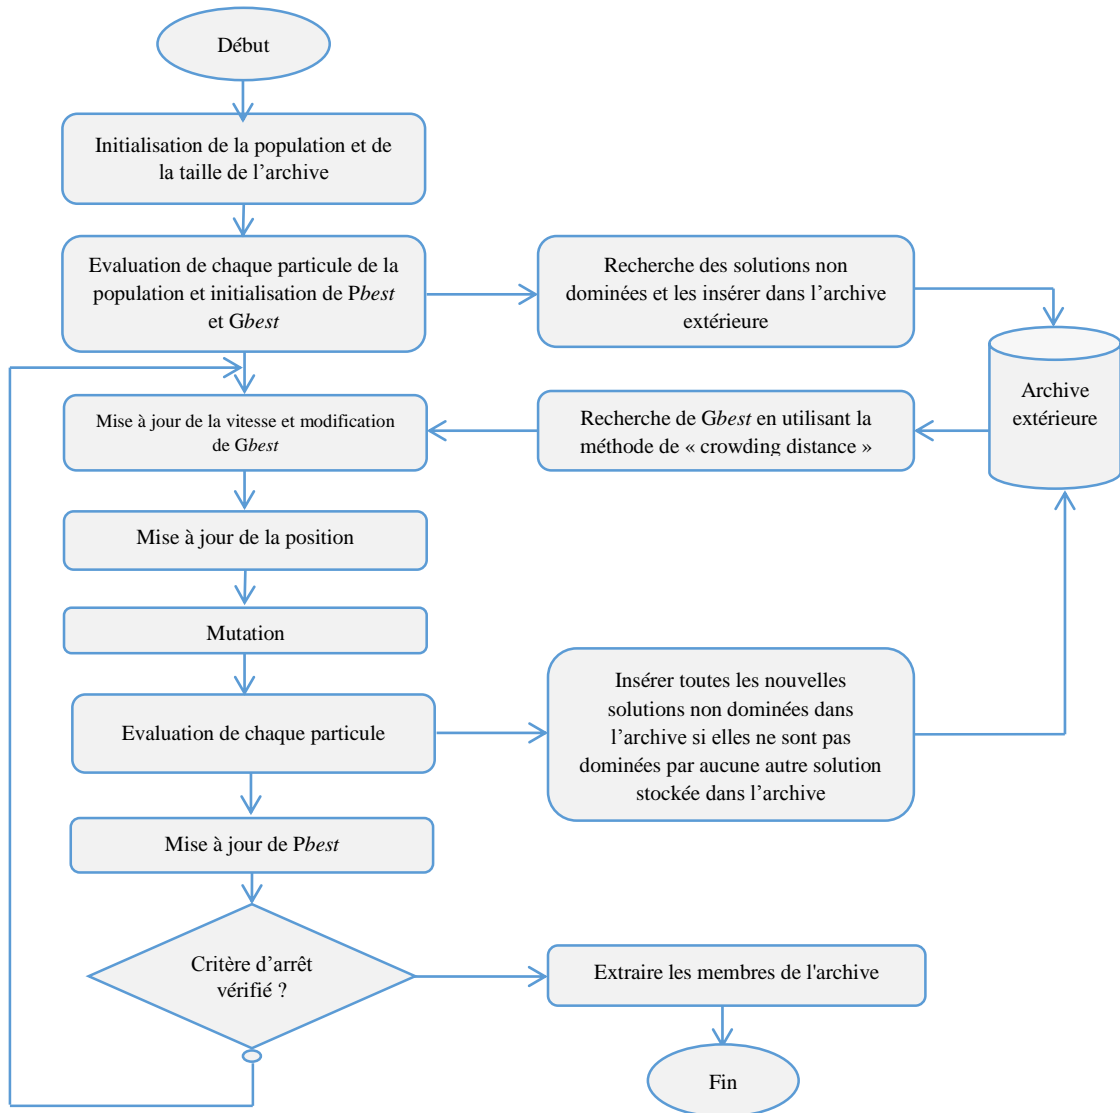 Début
Initialisation de la population et de
la taille de l’archive
Evaluation de chaque particule de la
population et initialisation de Pbest
et Gbest
Recherche des solutions non
dominées et les insérer dans l’archive
extérieure
Archive
extérieure
Mise à jour de la vitesse et modification
de Gbest
Recherche de Gbest en utilisant la
méthode de « crowding distance »
Mise à jour de la position
Mutation
Evaluation de chaque particule
Insérer toutes les nouvelles
solutions non dominées dans
l’archive si elles ne sont pas
dominées par aucune autre solution
stockée dans l’archive
Mise à jour de Pbest
Critère d’arrêt
vérifié ?
Extraire les membres de l'archive
Fin